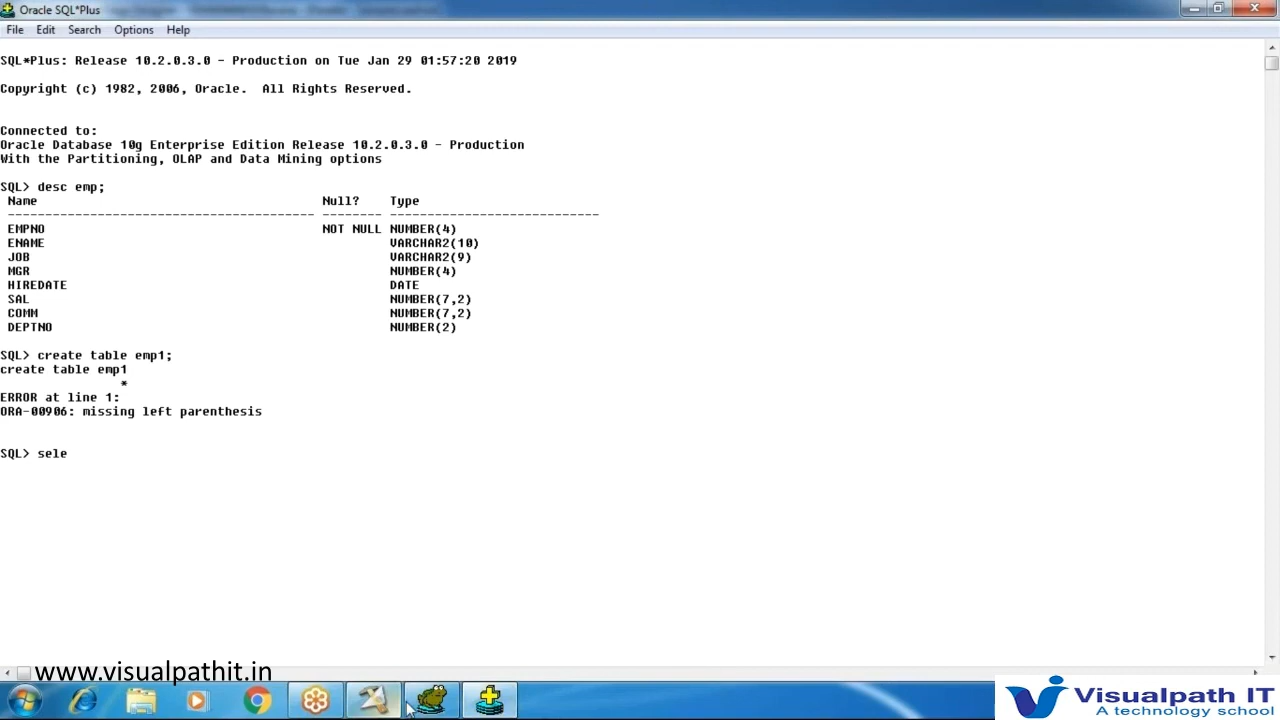 Oracle SQL*Plus
File Edit Search Options Help
SQL*Plus: Release 10.2.0.3.0 - Production on Tue Jan 29 01:57:20 2019
Copyright (c) 1982, 2006, Oracle.  All Rights Reserved.
Connected to:
Oracle Database 10g Enterprise Edition Release 10.2.0.3.0 - Production
With the Partitioning, OLAP and Data Mining options
SQL> desc emp;
Name Null? Type
----------------------------------------- -------- ----------------------------
EMPNO NOT NULL NUMBER(4)
ENAME VARCHAR2(10)
JOB VARCHAR2(9)
MGR NUMBER(4)
HIREDATE DATE
SAL NUMBER(7,2)
COMM NUMBER(7,2)
DEPTNO NUMBER(2)
SQL> create table emp1;
create table emp1
*
ERROR at line 1:
ORA-00906: missing left parenthesis
SQL> sele
www.visualpathit.in
Visualpath IT
A technology school